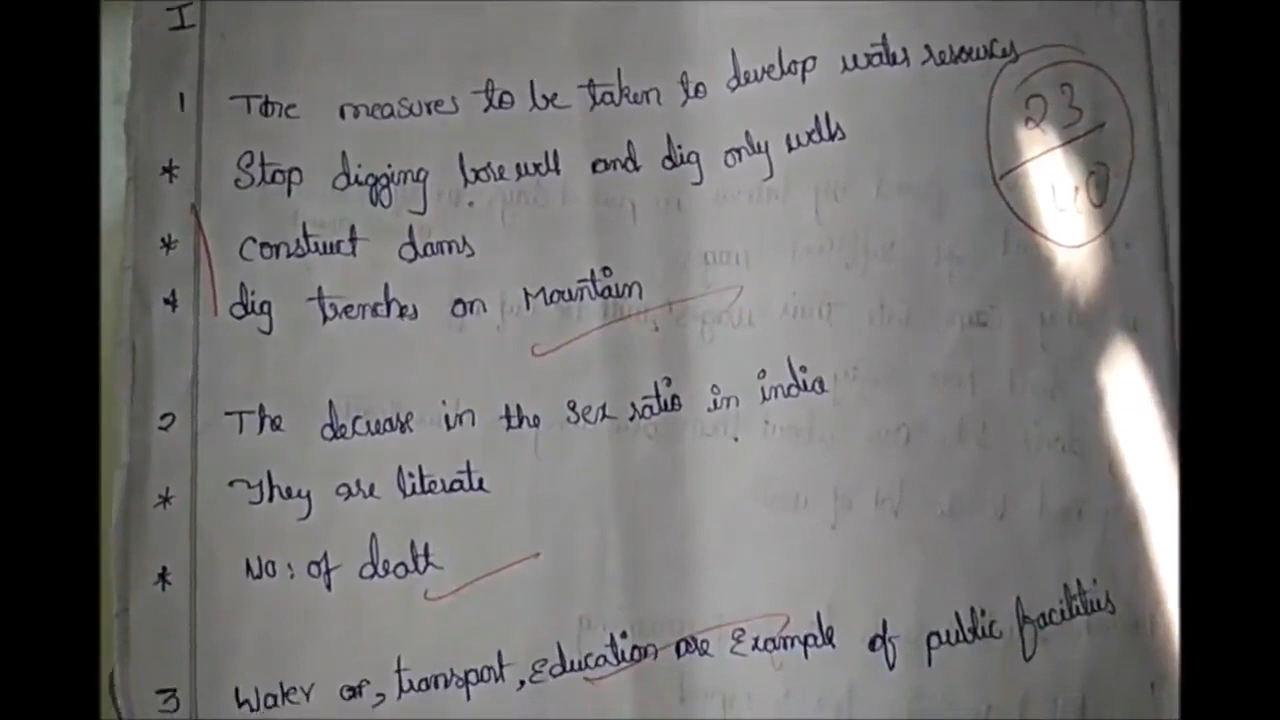 I
1 The measures to be taken to develop water resources
23/40
* Stop digging borewell and dig only wells
* Construct dams
* dig trenches on Mountain
2 The decrease in the sex ratio in india
* They are literate
* No: of death
3 Water or, transport, Education are Example of public facilities